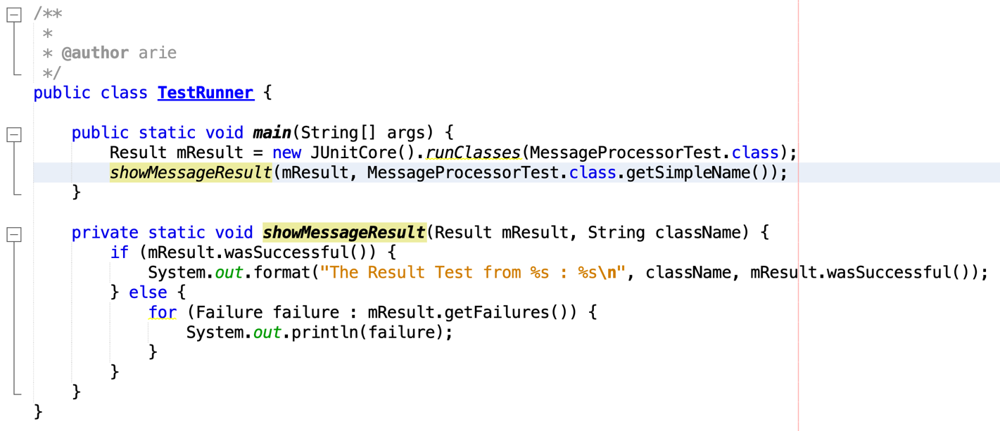 /**
 *
 * @author arie
 */
public class TestRunner {

    public static void main(String[] args) {
        Result mResult = new JUnitCore().runClasses(MessageProcessorTest.class);
        showMessageResult(mResult, MessageProcessorTest.class.getSimpleName());
    }

    private static void showMessageResult(Result mResult, String className) {
        if (mResult.wasSuccessful()) {
            System.out.format("The Result Test from %s : %s\n", className, mResult.wasSuccessful());
        } else {
            for (Failure failure : mResult.getFailures()) {
                System.out.println(failure);
            }
        }
    }
}